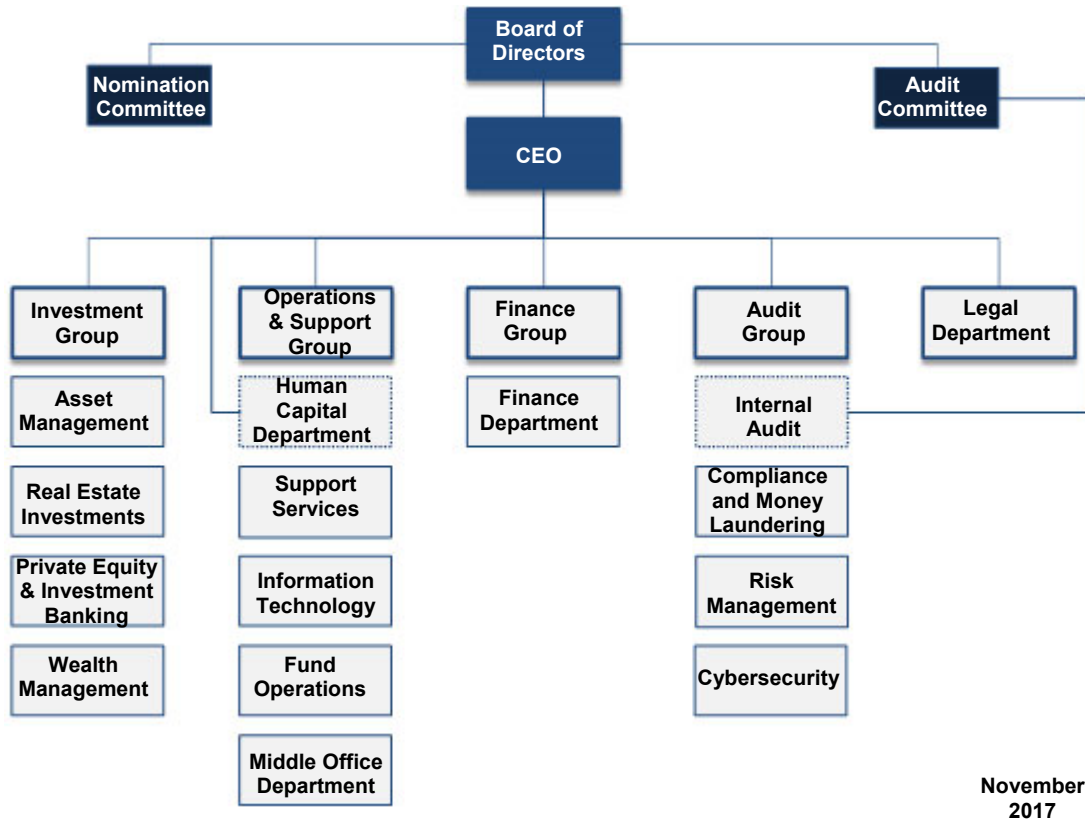 Board of
Directors
Nomination
Committee
Audit
Committee
CEO
Investment
Group
Operations
& Support
Group
Finance
Group
Audit
Group
Legal
Department
Asset
Management
Human
Capital
Department
Finance
Department
Internal
Audit
Real Estate
Investments
Support
Services
Compliance
and Money
Laundering
Private Equity
& Investment
Banking
Information
Technology
Risk
Management
Wealth
Management
Fund
Operations
Cybersecurity
Middle Office
Department
November
2017